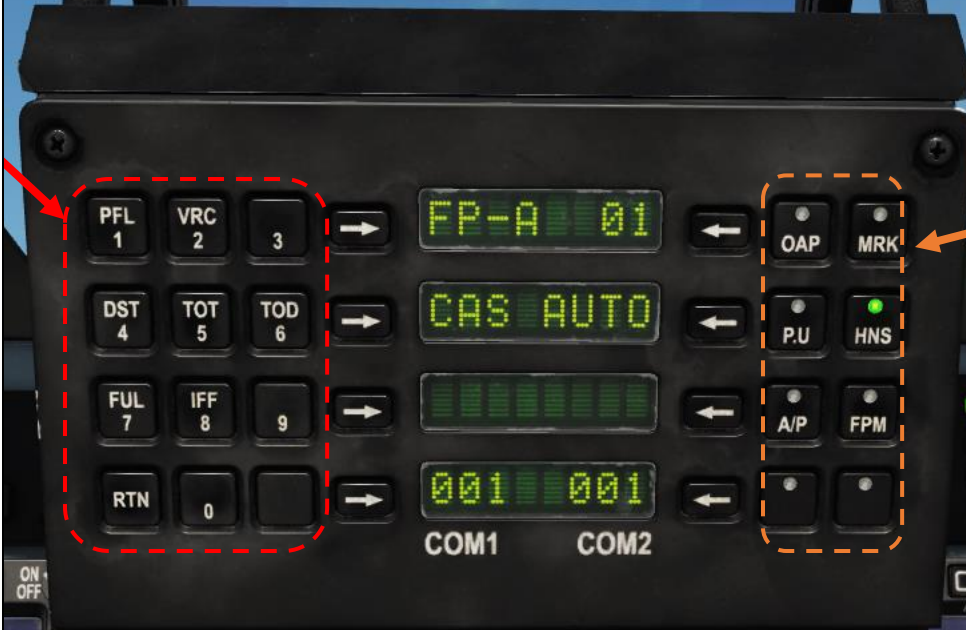 PFL VRC
1 2 3
FP-A 01
OAP MRK
DST TOT TOD
4 5 6
CAS AUTO
P.U HNS
FUL IFF
7 8 9
A/P FPM
RTN 0
001 001
COM1 COM2
ON
OFF